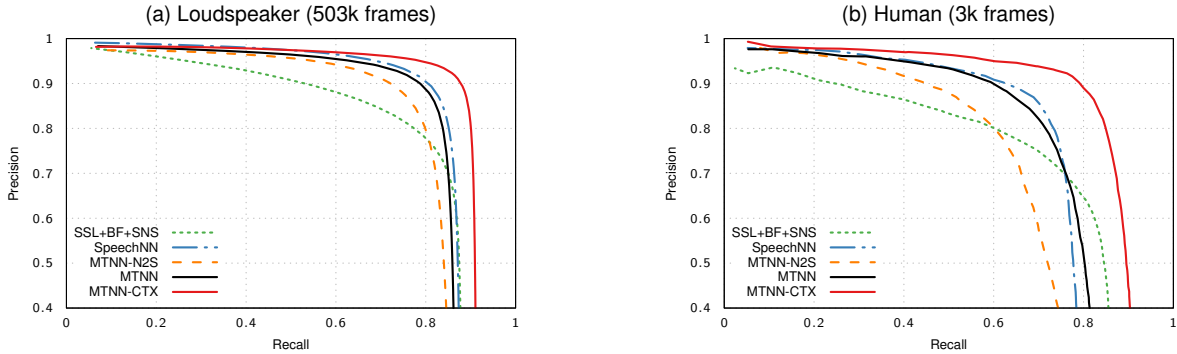 (a) Loudspeaker (503k frames)
1
0.9
0.8
0.7
0.6
0.5
0.4
Precision
SSL+BF+SNS
SpeechNN
MTNN-N2S
MTNN
MTNN-CTX
0 0.2 0.4 0.6 0.8 1
Recall
(b) Human (3k frames)
1
0.9
0.8
0.7
0.6
0.5
0.4
Precision
SSL+BF+SNS
SpeechNN
MTNN-N2S
MTNN
MTNN-CTX
0 0.2 0.4 0.6 0.8 1
Recall